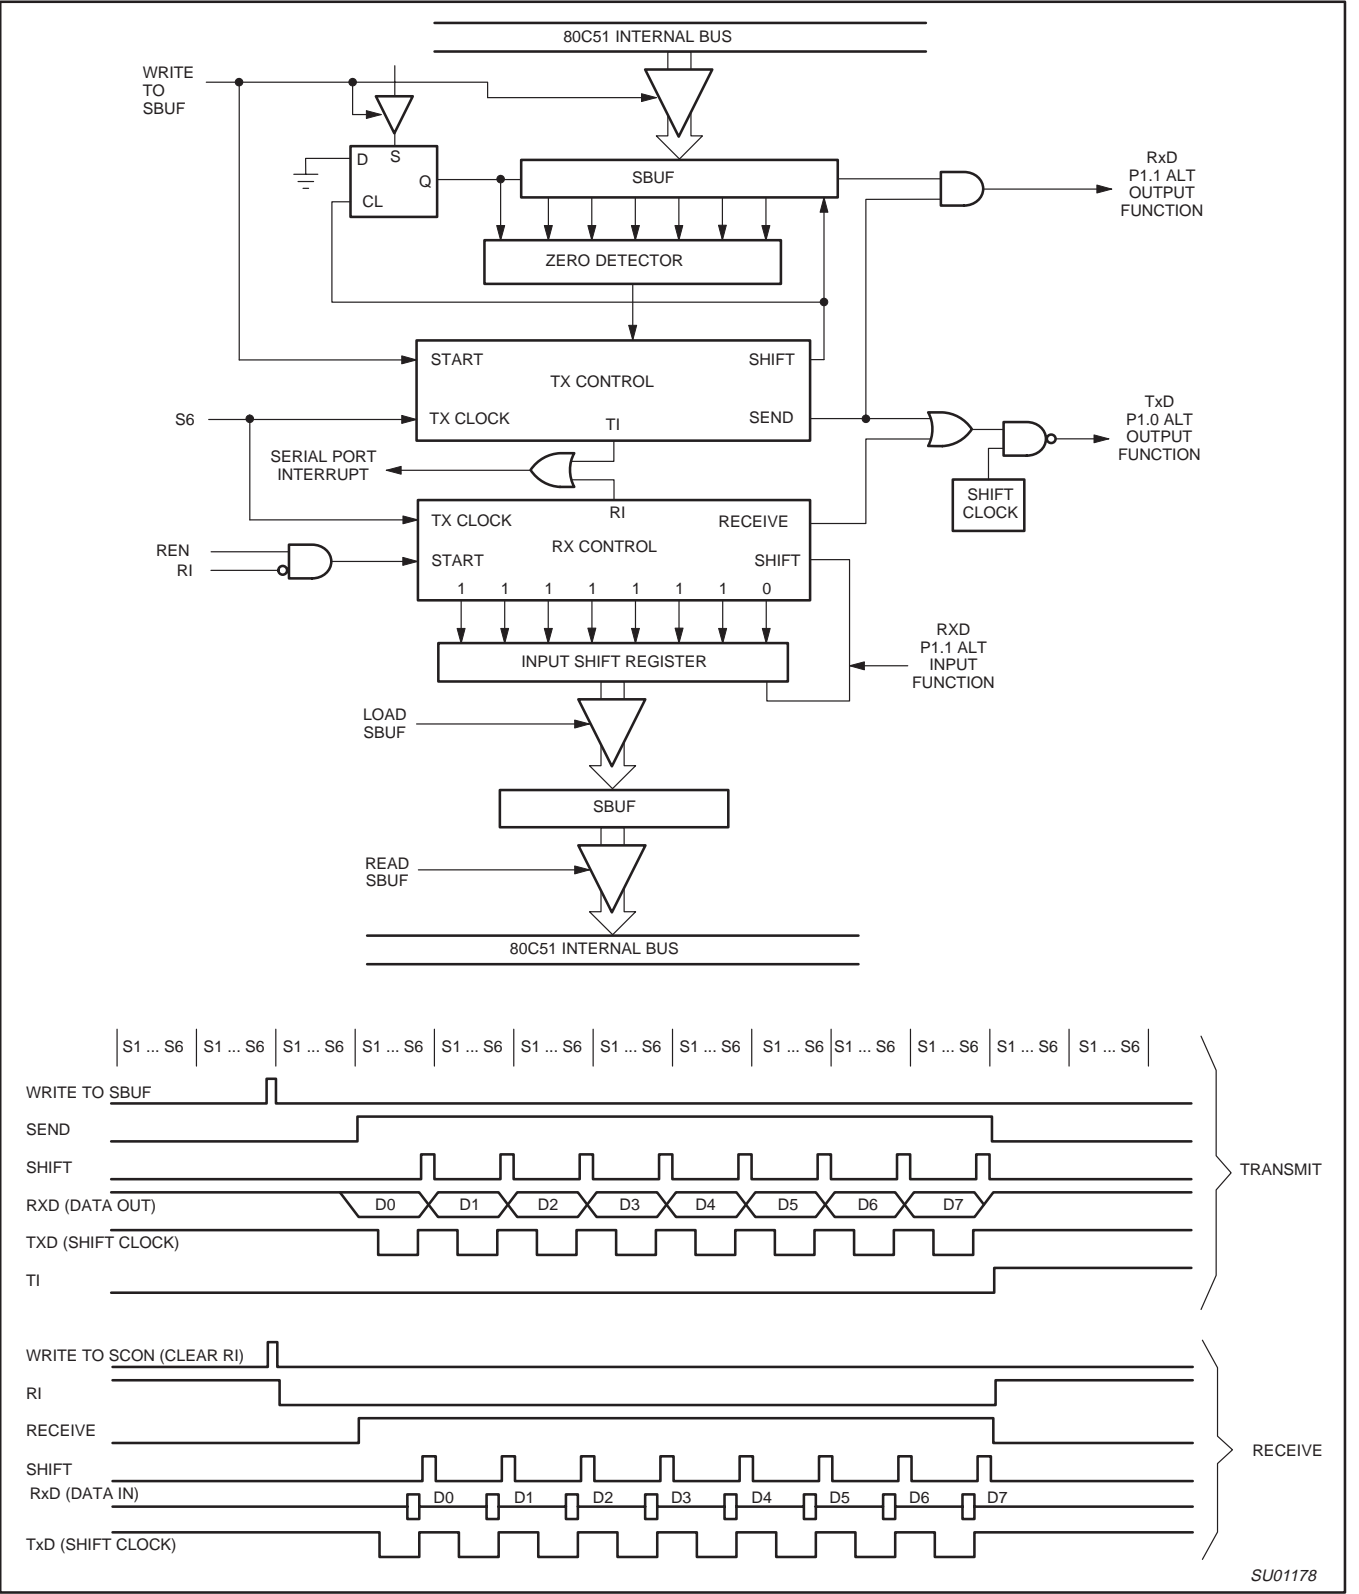 80C51 INTERNAL BUS
WRITE
TO
SBUF
D
S
Q
CL
SBUF
RxD
P1.1 ALT
OUTPUT
FUNCTION
ZERO DETECTOR
START
SHIFT
TX CONTROL
TX CLOCK
TI
SEND
S6
TxD
P1.0 ALT
OUTPUT
FUNCTION
SERIAL PORT
INTERRUPT
SHIFT
CLOCK
TX CLOCK
RI
RECEIVE
RX CONTROL
REN
RI
START
SHIFT
1 1 1 1 1 1 1 0
INPUT SHIFT REGISTER
RXD
P1.1 ALT
INPUT
FUNCTION
LOAD
SBUF
SBUF
READ
SBUF
80C51 INTERNAL BUS
S1 ... S6 S1 ... S6 S1 ... S6 S1 ... S6 S1 ... S6 S1 ... S6 S1 ... S6 S1 ... S6 S1 ... S6 S1 ... S6 S1 ... S6 S1 ... S6 S1 ... S6
WRITE TO SBUF
SEND
SHIFT
TRANSMIT
RXD (DATA OUT) D0 D1 D2 D3 D4 D5 D6 D7
TXD (SHIFT CLOCK)
TI
WRITE TO SCON (CLEAR RI)
RI
RECEIVE
RECEIVE
SHIFT
RxD (DATA IN) D0 D1 D2 D3 D4 D5 D6 D7
TxD (SHIFT CLOCK)
SU01178